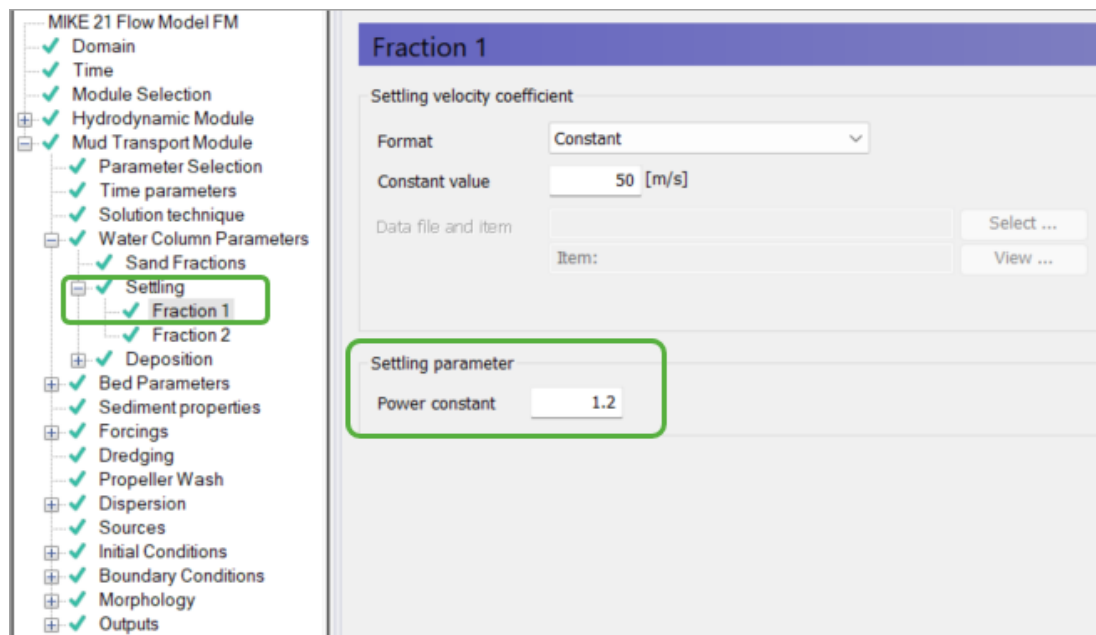 MIKE 21 Flow Model FM
Domain
Time
Module Selection
Hydrodynamic Module
Mud Transport Module
Parameter Selection
Time parameters
Solution technique
Water Column Parameters
Sand Fractions
Settling
Fraction 1
Fraction 2
Deposition
Bed Parameters
Sediment properties
Forcings
Dredging
Propeller Wash
Dispersion
Sources
Initial Conditions
Boundary Conditions
Morphology
Outputs
Fraction 1
Settling velocity coefficient
Format Constant
Constant value 50 [m/s]
Data file and item Select ...
Item: View ...
Settling parameter
Power constant 1.2